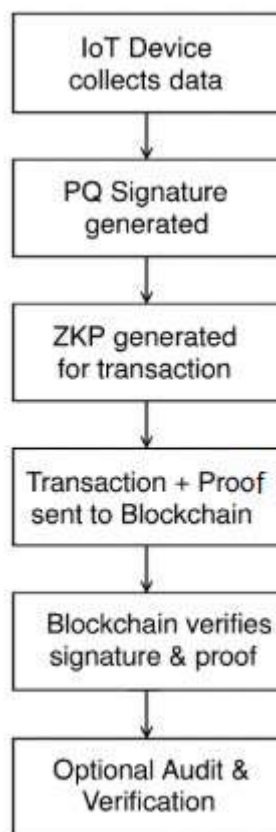 IoT Device
collects data
PQ Signature
generated
ZKP generated
for transaction
Transaction + Proof
sent to Blockchain
Blockchain verifies
signature & proof
Optional Audit &
Verification